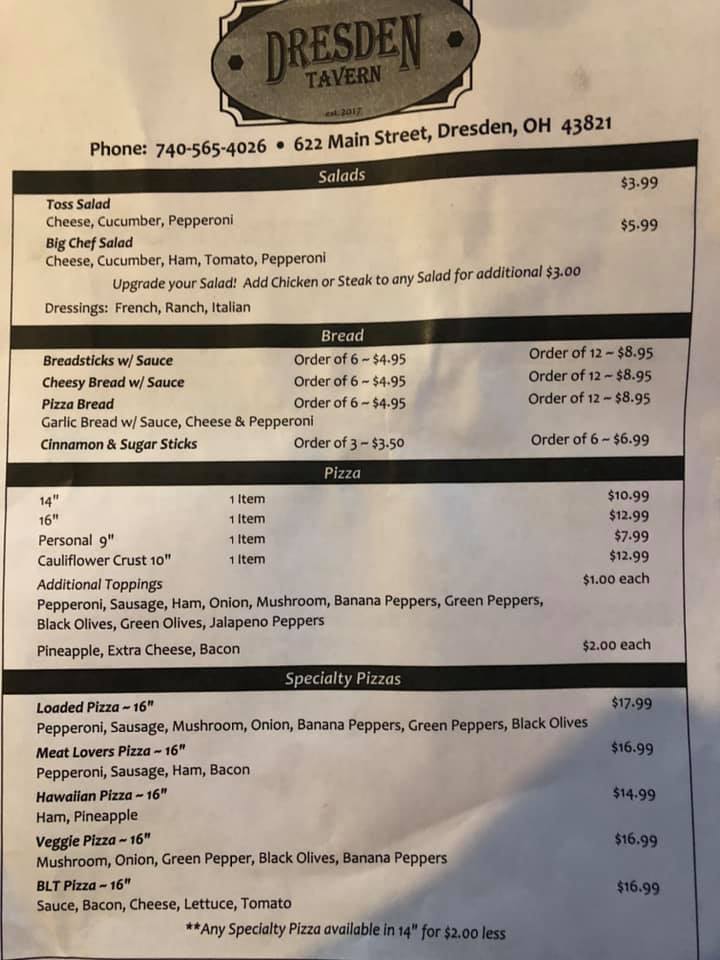 DRESDEN
TAVERN
est. 2017
Phone: 740-565-4026 • 622 Main Street, Dresden, OH 43821
Salads
Toss Salad $3.99
Cheese, Cucumber, Pepperoni
Big Chef Salad $5.99
Cheese, Cucumber, Ham, Tomato, Pepperoni
Upgrade your Salad! Add Chicken or Steak to any Salad for additional $3.00
Dressings: French, Ranch, Italian
Bread
Breadsticks w/ Sauce Order of 6 ~ $4.95 Order of 12 ~ $8.95
Cheesy Bread w/ Sauce Order of 6 ~ $4.95 Order of 12 ~ $8.95
Pizza Bread Order of 6 ~ $4.95 Order of 12 ~ $8.95
Garlic Bread w/ Sauce, Cheese & Pepperoni
Cinnamon & Sugar Sticks Order of 3 ~ $3.50 Order of 6 ~ $6.99
Pizza
14" 1 Item $10.99
16" 1 Item $12.99
Personal 9" 1 Item $7.99
Cauliflower Crust 10" 1 Item $12.99
Additional Toppings $1.00 each
Pepperoni, Sausage, Ham, Onion, Mushroom, Banana Peppers, Green Peppers,
Black Olives, Green Olives, Jalapeno Peppers
Pineapple, Extra Cheese, Bacon $2.00 each
Specialty Pizzas
Loaded Pizza ~ 16" $17.99
Pepperoni, Sausage, Mushroom, Onion, Banana Peppers, Green Peppers, Black Olives
Meat Lovers Pizza ~ 16" $16.99
Pepperoni, Sausage, Ham, Bacon
Hawaiian Pizza ~ 16" $14.99
Ham, Pineapple
Veggie Pizza ~ 16" $16.99
Mushroom, Onion, Green Pepper, Black Olives, Banana Peppers
BLT Pizza ~ 16" $16.99
Sauce, Bacon, Cheese, Lettuce, Tomato
**Any Specialty Pizza available in 14" for $2.00 less